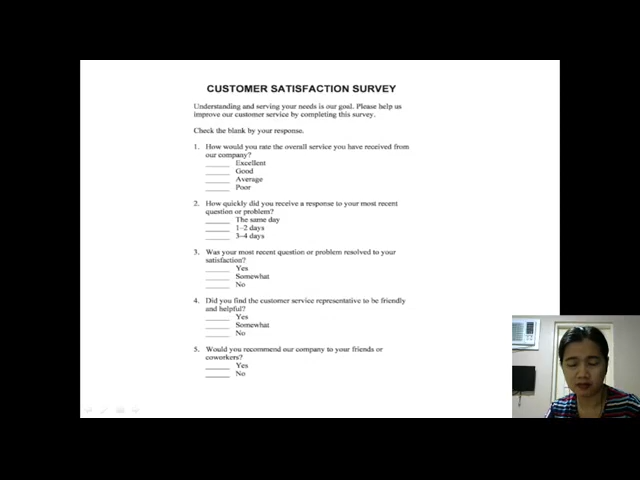 CUSTOMER SATISFACTION SURVEY
Understanding and serving your needs is our goal. Please help us
improve our customer service by completing this survey.
Check the blank by your response.
1. How would you rate the overall service you have received from
our company?
______ Excellent
______ Good
______ Average
______ Poor
2. How quickly did you receive a response to your most recent
question or problem?
______ The same day
______ 1–2 days
______ 3–4 days
3. Was your most recent question or problem resolved to your
satisfaction?
______ Yes
______ Somewhat
______ No
4. Did you find the customer service representative to be friendly
and helpful?
______ Yes
______ Somewhat
______ No
5. Would you recommend our company to your friends or
coworkers?
______ Yes
______ No